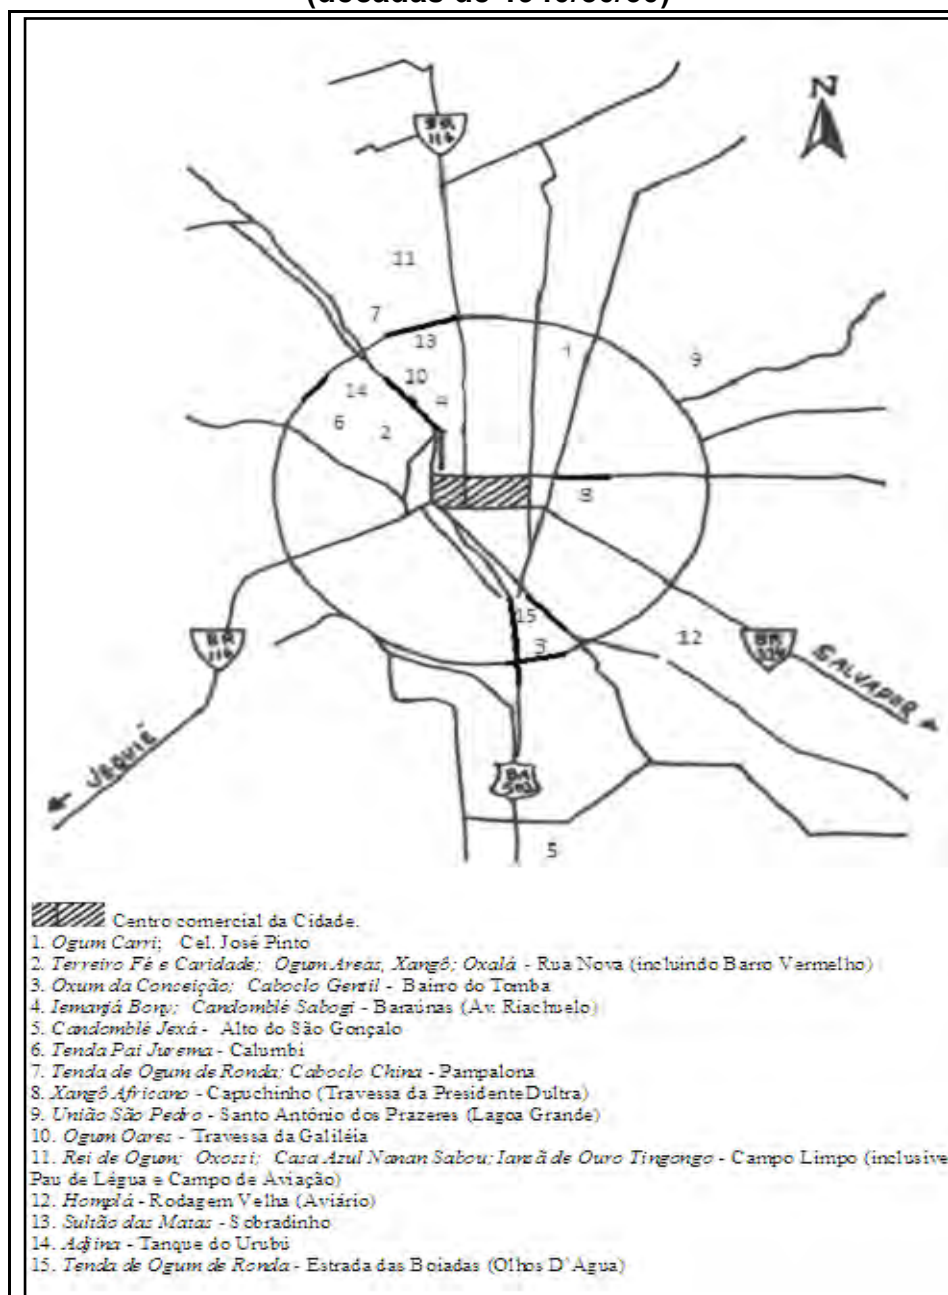 N
BR
116
11
7
13
1
9
10
14
4
6
2
8
15
3
12
BR
116
BR
324
SALVADOR
JEQUIÉ
BA
502
5
Centro comercial da Cidade.
1. Ogum Carri; Cel. José Pinto
2. Terreiro Fé e Caridade; Ogum Areas, Xangô; Oxalá - Rua Nova (incluindo Barro Vermelho)
3. Oxum da Conceição; Caboclo Gentil - Bairro do Tomba
4. Iemanjá Bony; Candomblé Sabogi - Baraúnas (Av. Riachuelo)
5. Candomblé Jexá - Alto do São Gonçalo
6. Tenda Pai Jurema - Calumbi
7. Tenda de Ogum de Ronda; Caboclo China - Pampalona
8. Xangô Africano - Capuchinho (Travessa da Presidente Dultra)
9. União São Pedro - Santo Antônio dos Prazeres (Lagoa Grande)
10. Ogum Oares - Travessa da Galiléia
11. Rei de Ogum; Oxossi; Casa Azul Nanan Sabou; Iansã de Ouro Tingongo - Campo Limpo (inclusive
Pau de Légua e Campo de Aviação)
12. Homplá - Rodagem Velha (Aviário)
13. Sultão das Matas - Sobradinho
14. Adjina - Tanque do Urubú
15. Tenda de Ogum de Ronda - Estrada das Boiadas (Olhos D`Agua)